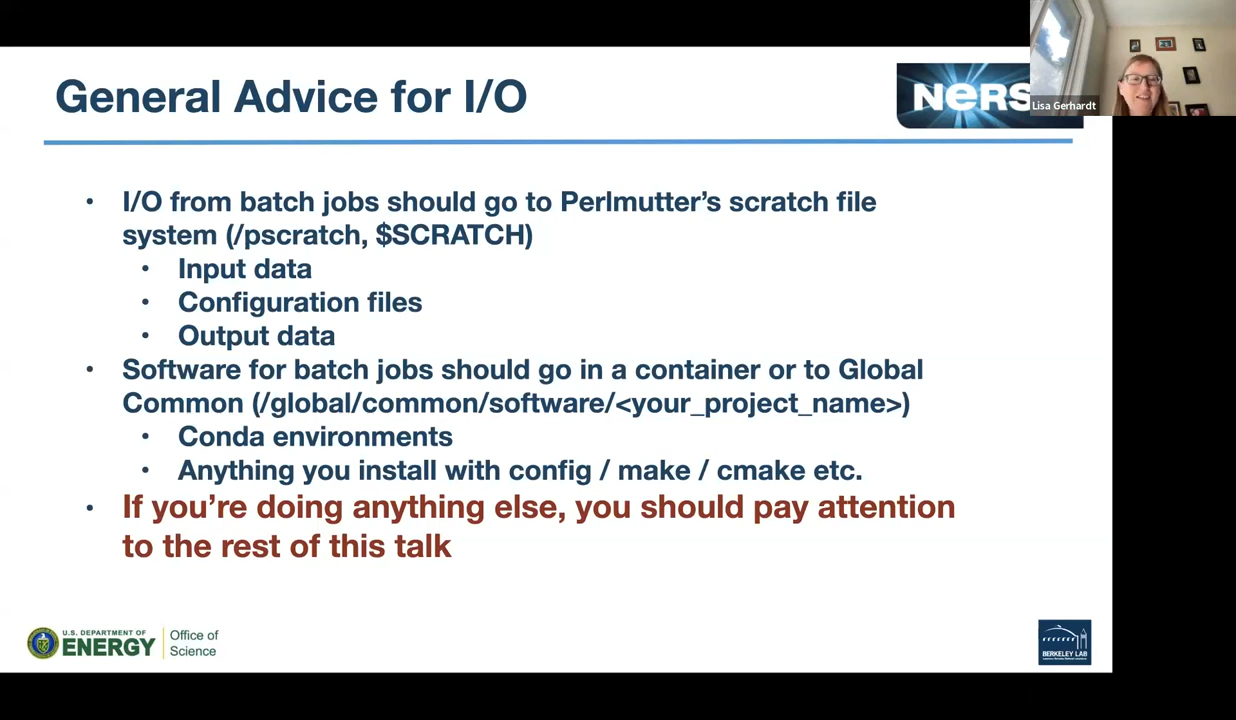 General Advice for I/O
NERS
Lisa Gerhardt
• I/O from batch jobs should go to Perlmutter’s scratch file
system (/pscratch, $SCRATCH)
• Input data
• Configuration files
• Output data
• Software for batch jobs should go in a container or to Global
Common (/global/common/software/<your_project_name>)
• Conda environments
• Anything you install with config / make / cmake etc.
• If you’re doing anything else, you should pay attention
to the rest of this talk
U.S. DEPARTMENT OF
ENERGY
Office of
Science
BERKELEY LAB